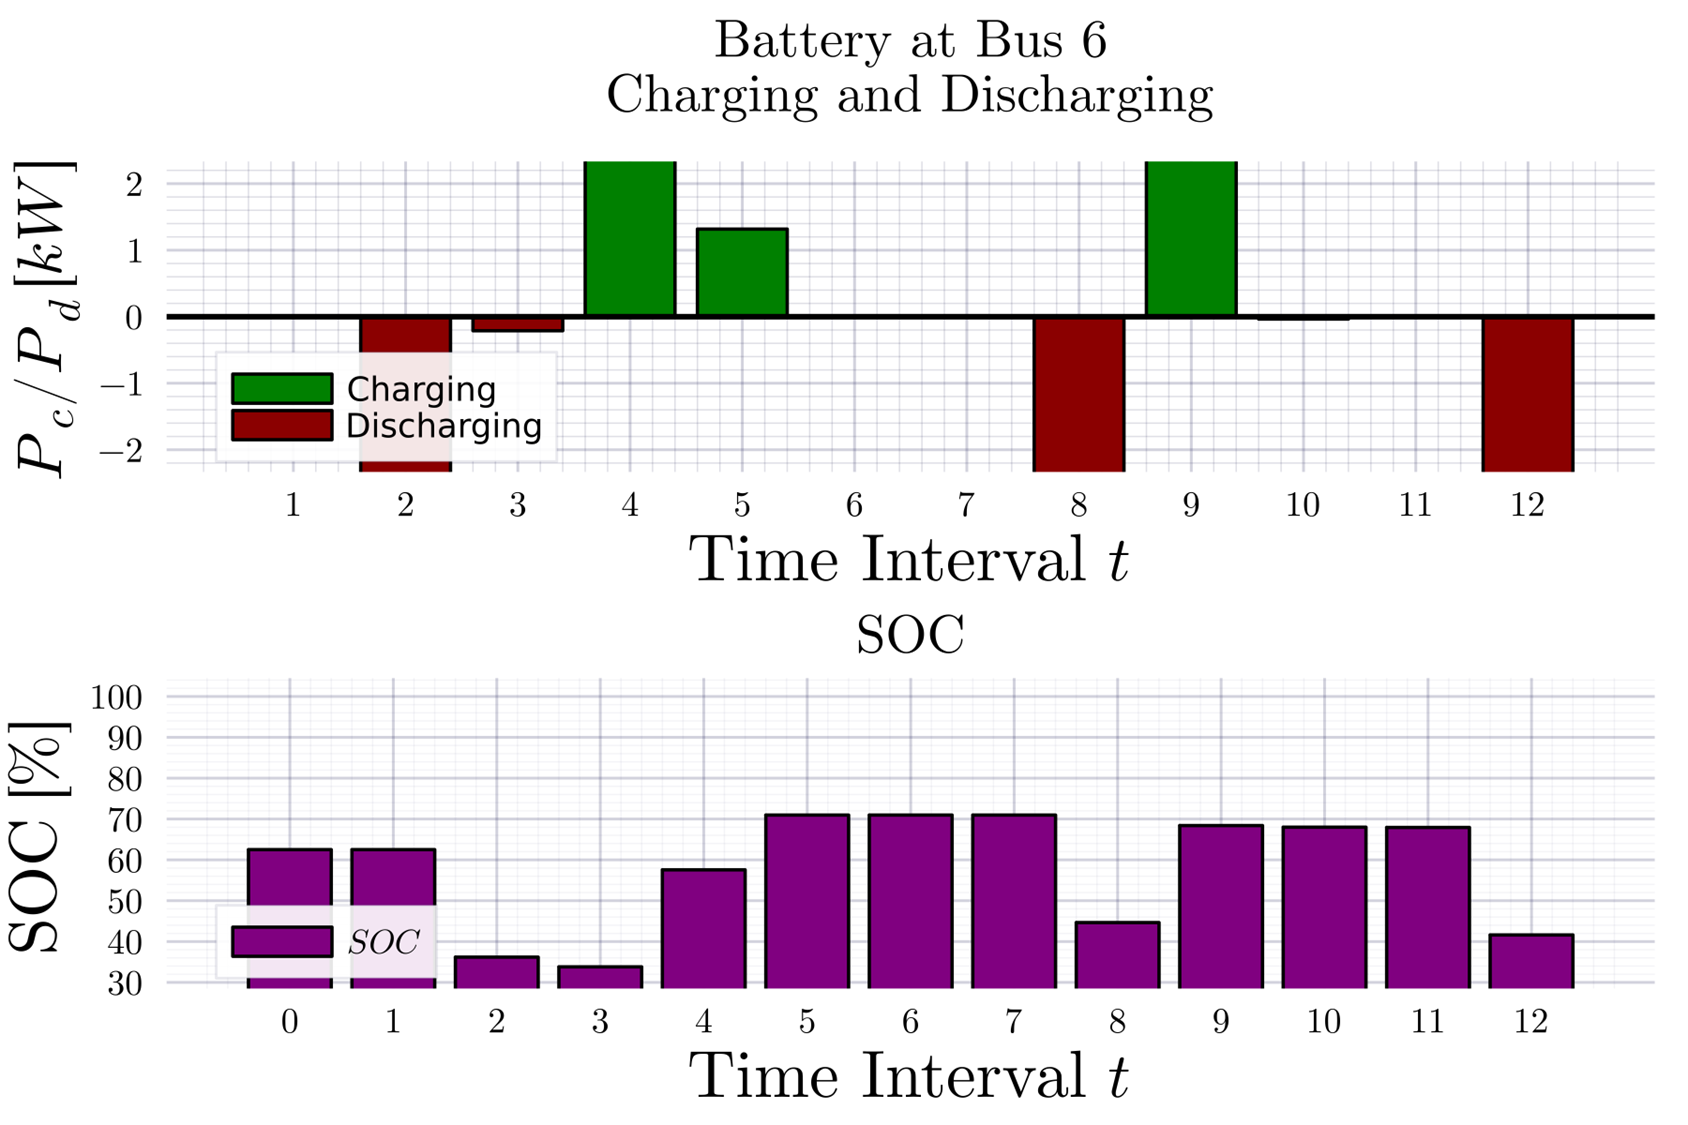 Battery at Bus 6
Charging and Discharging
P_c/P_d[kW]
2
1
0
−1
−2
Charging
Discharging
1 2 3 4 5 6 7 8 9 10 11 12
Time Interval t
SOC
SOC [%]
100
90
80
70
60
50
40
30
SOC
0 1 2 3 4 5 6 7 8 9 10 11 12
Time Interval t